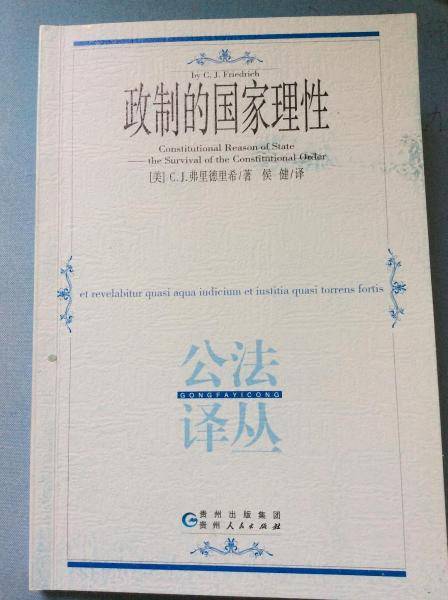 by C. J. Friedrich
政制的国家理性
Constitutional Reason of State
——the Survival of the Constitutional Order
[美] C.J.弗里德里希/著 侯 健/译
et revelabitur quasi aqua iudicium et iustitia quasi torrens fortis
公法
GONGFAYICONG
译丛
贵州出版集团
贵州人民出版社